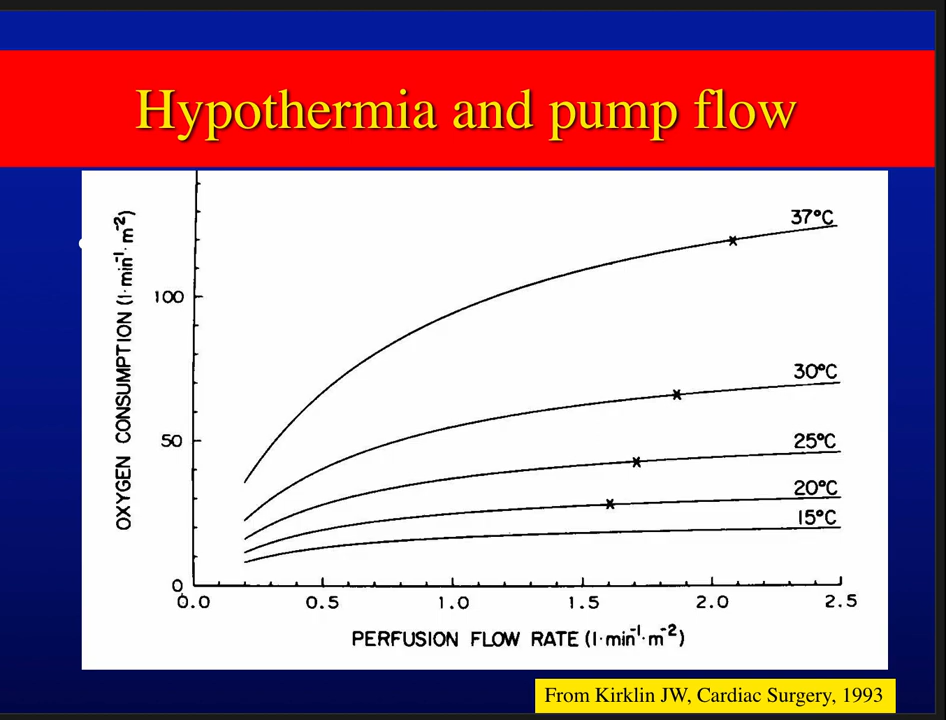 Hypothermia and pump flow
OXYGEN CONSUMPTION (l·min⁻¹·m⁻²)
100
50
0
37°C
30°C
25°C
20°C
15°C
0.0 0.5 1.0 1.5 2.0 2.5
PERFUSION FLOW RATE (l·min⁻¹·m⁻²)
From Kirklin JW, Cardiac Surgery, 1993